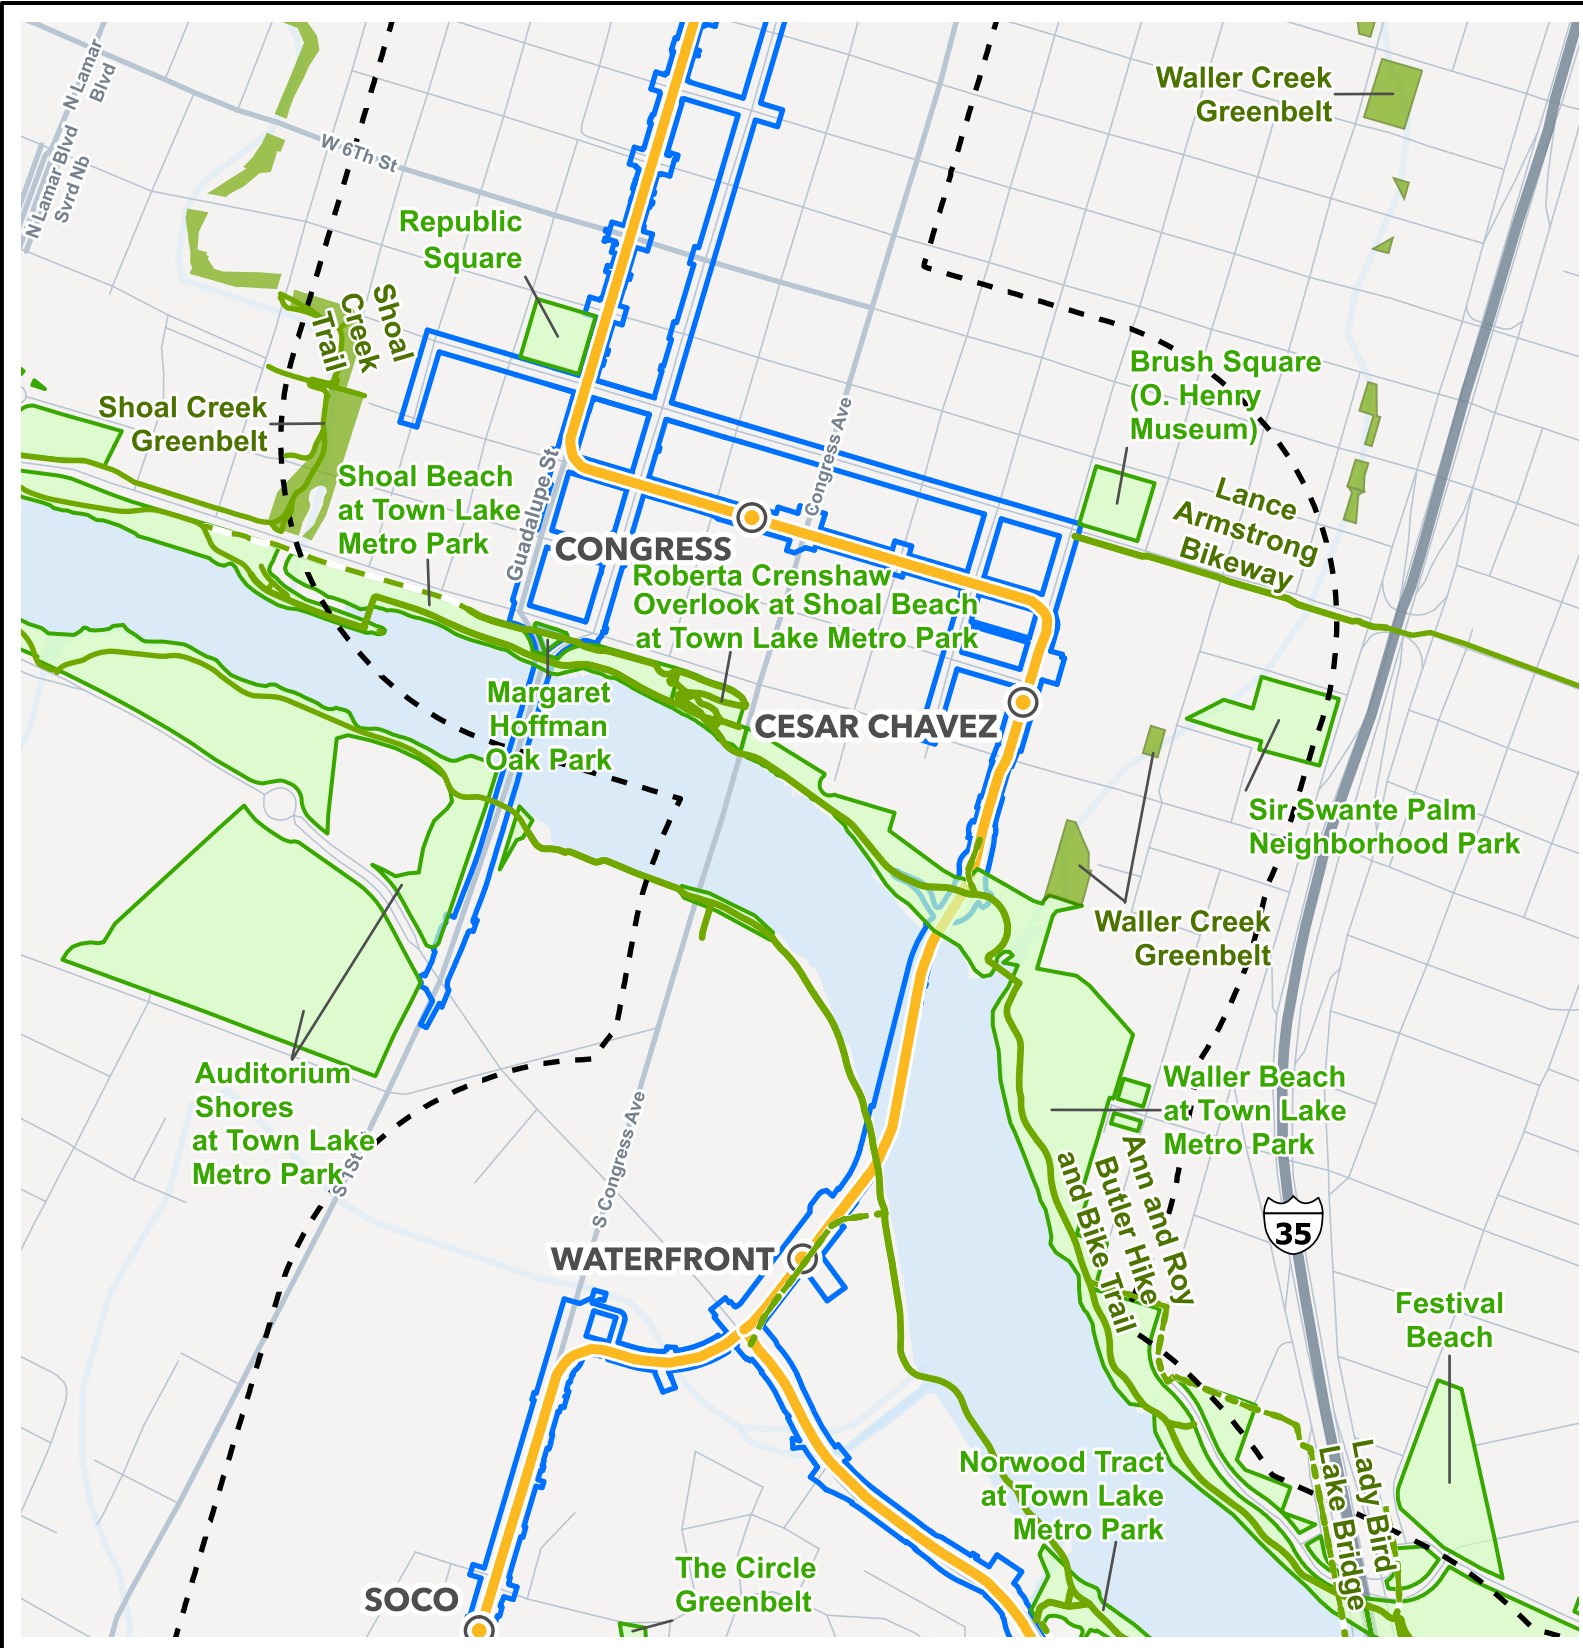 N Lamar
Blvd
N Lamar Blvd
Svrd Nb
W 6Th St
Waller Creek
Greenbelt
Republic
Square
Shoal
Creek
Trail
Shoal Creek
Greenbelt
Brush Square
(O. Henry
Museum)
Congress Ave
Guadalupe St
Shoal Beach
at Town Lake
Metro Park
Lance
Armstrong
Bikeway
CONGRESS
Roberta Crenshaw
Overlook at Shoal Beach
at Town Lake Metro Park
Margaret
Hoffman
Oak Park
CESAR CHAVEZ
Sir Swante Palm
Neighborhood Park
Waller Creek
Greenbelt
Auditorium
Shores
at Town Lake
Metro Park
S 1St
S Congress Ave
Waller Beach
at Town Lake
Metro Park
Ann and Roy
Butler Hike
and Bike Trail
35
WATERFRONT
Festival
Beach
Norwood Tract
at Town Lake
Metro Park
Lady Bird
Lake Bridge
The Circle
Greenbelt
SOCO